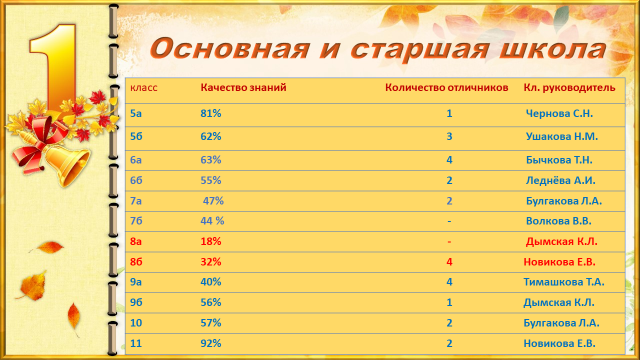 1
Основная и старшая школа
класс Качество знаний Количество отличников Кл. руководитель
5а 81% 1 Чернова С.Н.
5б 62% 3 Ушакова Н.М.
6а 63% 4 Бычкова Т.Н.
6б 55% 2 Леднёва А.И.
7а 47% 2 Булгакова Л.А.
7б 44 % - Волкова В.В.
8а 18% - Дымская К.Л.
8б 32% 4 Новикова Е.В.
9а 40% 4 Тимашкова Т.А.
9б 56% 1 Дымская К.Л.
10 57% 2 Булгакова Л.А.
11 92% 2 Новикова Е.В.